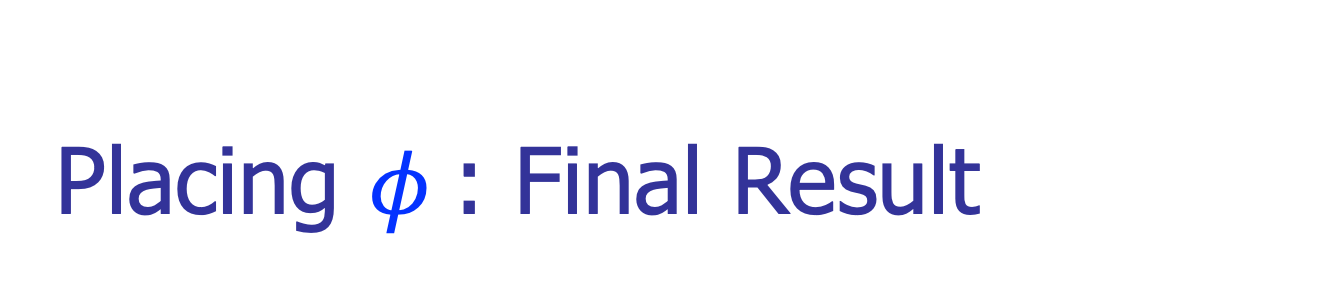 Placing ϕ : Final Result